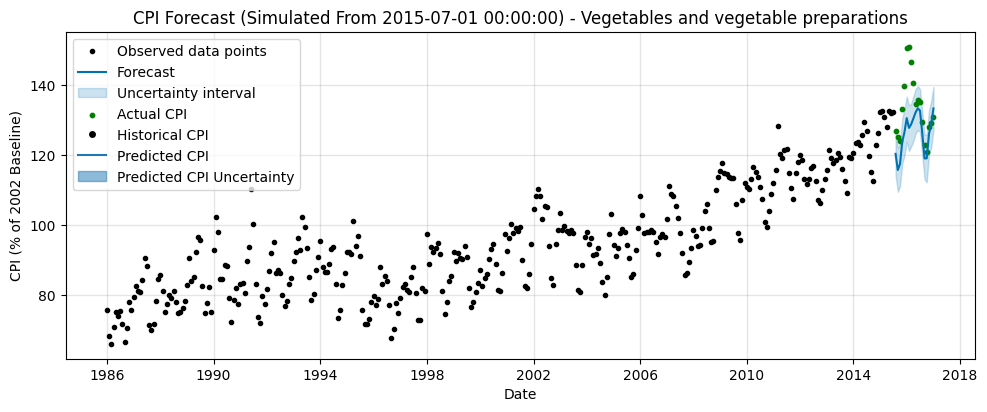 CPI Forecast (Simulated From 2015-07-01 00:00:00) - Vegetables and vegetable preparations
Observed data points
Forecast
Uncertainty interval
Actual CPI
Historical CPI
Predicted CPI
Predicted CPI Uncertainty
CPI (% of 2002 Baseline)
140
120
100
80
1986
1990
1994
1998
2002
2006
2010
2014
2018
Date